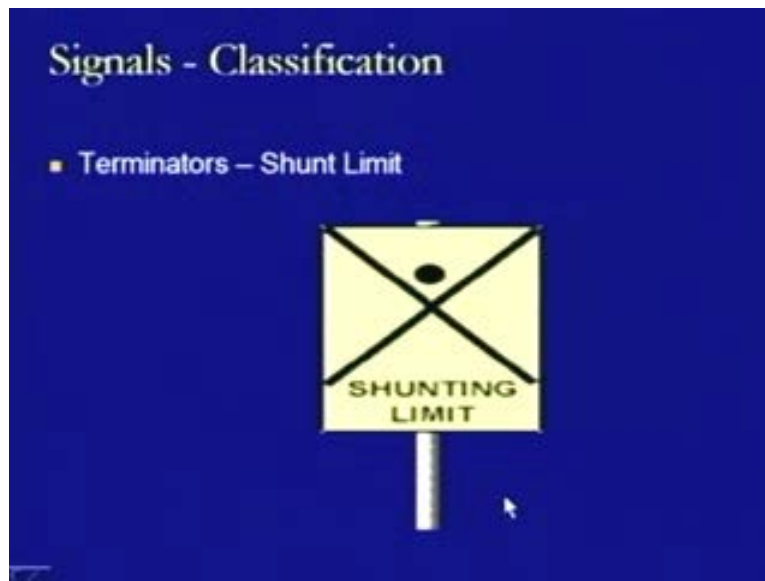 Signals - Classification
Terminators – Shunt Limit
SHUNTING
LIMIT